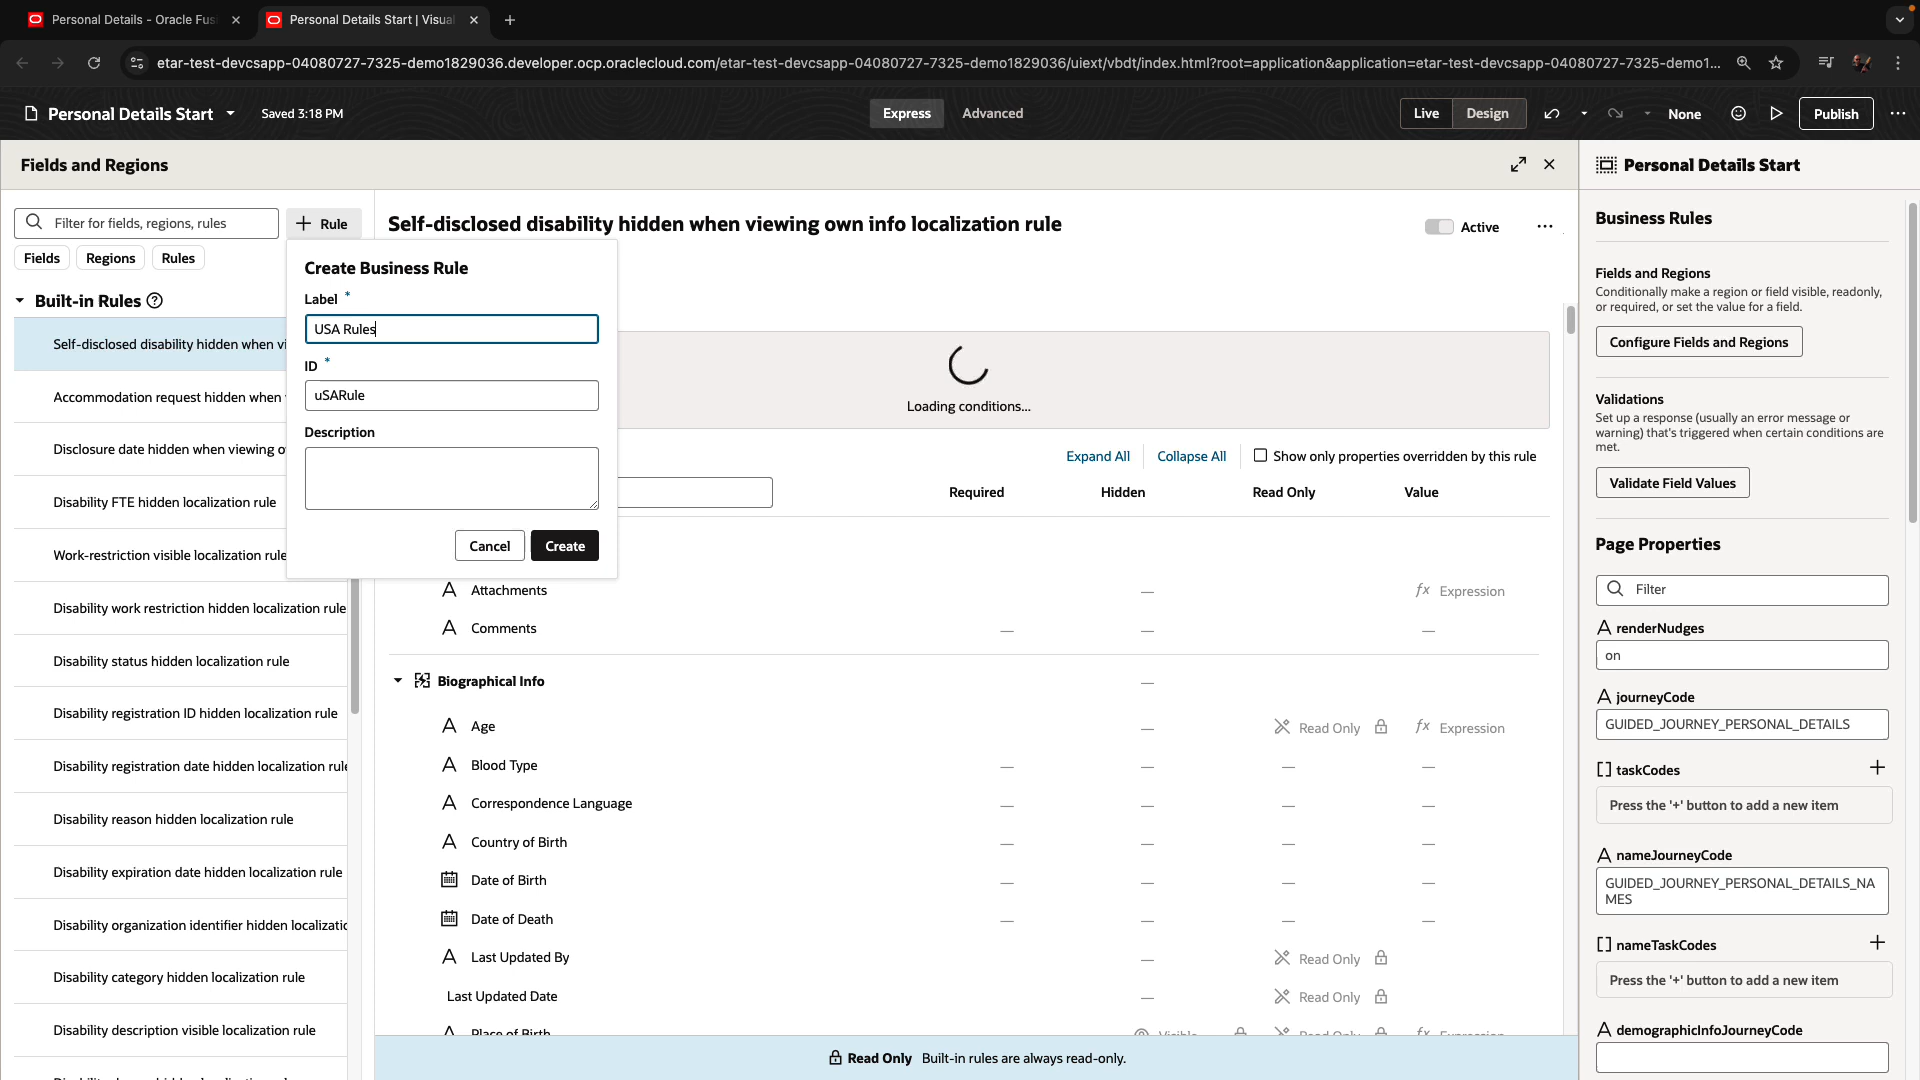 Personal Details - Oracle Fus
Personal Details Start | Visual
etar-test-devcsapp-04080727-7325-demo1829036.developer.ocp.oraclecloud.com/etar-test-devcsapp-04080727-7325-demo1829036/uiext/vbdt/index.html?root=application&application=etar-test-devcsapp-04080727-7325-demo1...
Personal Details Start
Saved 3:18 PM
Express
Advanced
Live
Design
None
Publish
Fields and Regions
Filter for fields, regions, rules
Rule
Fields
Regions
Rules
Built-in Rules
Self-disclosed disability hidden when vi
Accommodation request hidden when
Disclosure date hidden when viewing o
Disability FTE hidden localization rule
Work-restriction visible localization rule
Disability work restriction hidden localization rule
Disability status hidden localization rule
Disability registration ID hidden localization rule
Disability registration date hidden localization rule
Disability reason hidden localization rule
Disability expiration date hidden localization rule
Disability organization identifier hidden localizatic
Disability category hidden localization rule
Disability description visible localization rule
Create Business Rule
Label *
USA Rules
ID *
uSARule
Description
Cancel
Create
Self-disclosed disability hidden when viewing own info localization rule
Active
Loading conditions...
Expand All
Collapse All
Show only properties overridden by this rule
Required
Hidden
Read Only
Value
Attachments
— fx Expression
Comments
— — —
Biographical Info
—
Age
— Read Only fx Expression
Blood Type
— — — —
Correspondence Language
— — — —
Country of Birth
— — — —
Date of Birth
— — — —
Date of Death
— — — —
Last Updated By
— Read Only
Last Updated Date
— Read Only
Place of Birth
Visible Read Only fx Expression
Read Only Built-in rules are always read-only.
Personal Details Start
Business Rules
Fields and Regions
Conditionally make a region or field visible, readonly,
or required, or set the value for a field.
Configure Fields and Regions
Validations
Set up a response (usually an error message or
warning) that's triggered when certain conditions are
met.
Validate Field Values
Page Properties
Filter
renderNudges
on
journeyCode
GUIDED_JOURNEY_PERSONAL_DETAILS
taskCodes
Press the '+' button to add a new item
nameJourneyCode
GUIDED_JOURNEY_PERSONAL_DETAILS_NA
MES
nameTaskCodes
Press the '+' button to add a new item
demographicInfoJourneyCode